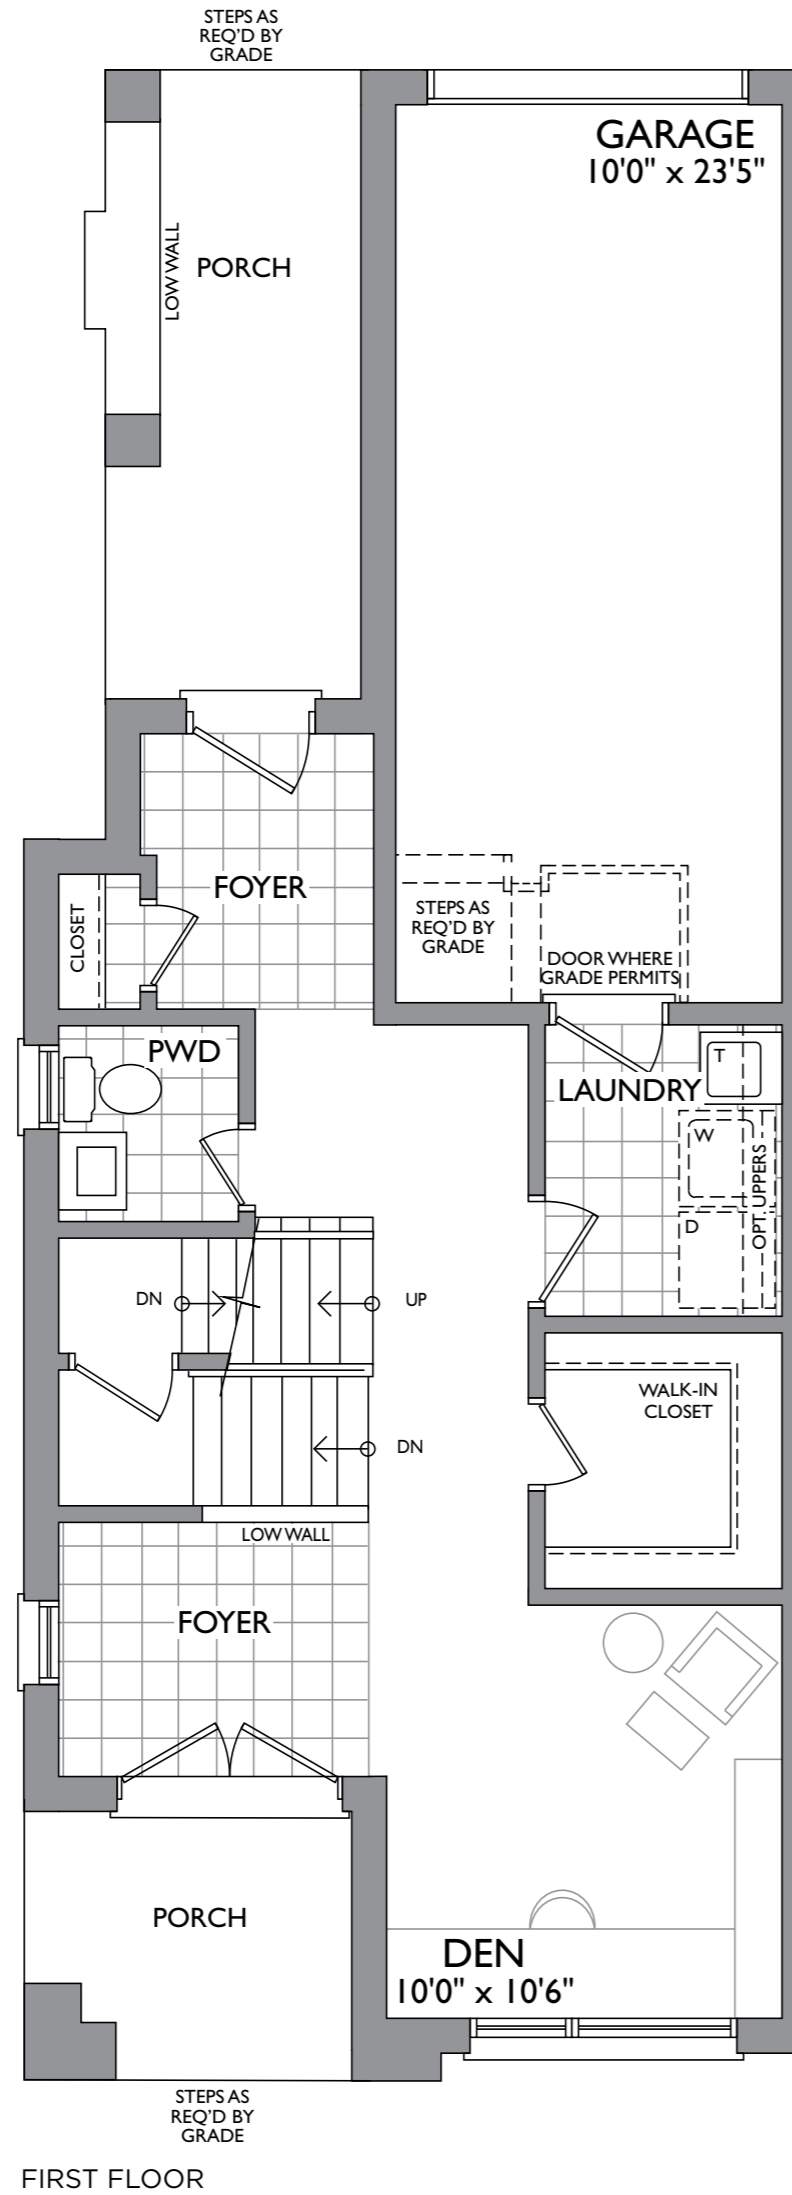 STEPS AS
REQ'D BY
GRADE
GARAGE
10'0" x 23'5"
LOW WALL
PORCH
FOYER
CLOSET
STEPS AS
REQ'D BY
GRADE
DOOR WHERE
GRADE PERMITS
PWD
LAUNDRY
T
W
D
OPT. UPPERS
DN
UP
WALK-IN
CLOSET
DN
LOW WALL
FOYER
PORCH
DEN
10'0" x 10'6"
STEPS AS
REQ'D BY
GRADE
FIRST FLOOR